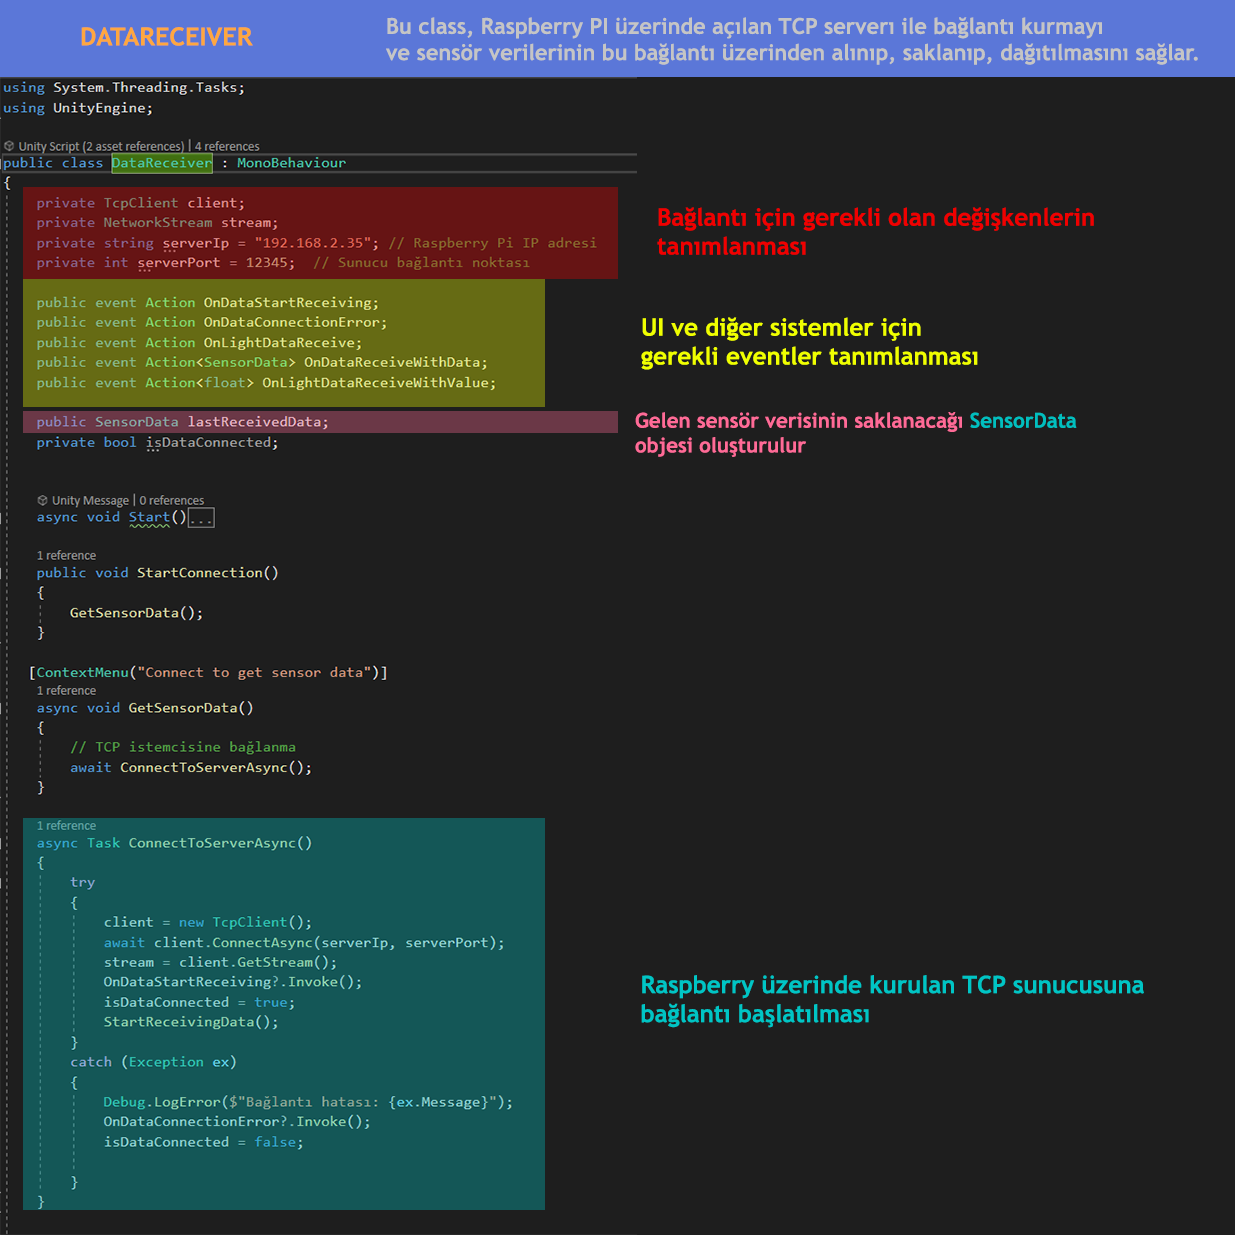 DATARECEIVER
Bu class, Raspberry PI üzerinde açılan TCP serverı ile bağlantı kurmayı
ve sensör verilerinin bu bağlantı üzerinden alınıp, saklanıp, dağıtılmasını sağlar.
using System.Threading.Tasks;
using UnityEngine;
Unity Script (2 asset references) | 4 references
public class DataReceiver : MonoBehaviour
{
private TcpClient client;
private NetworkStream stream;
private string serverIp = "192.168.2.35"; // Raspberry Pi IP adresi
private int serverPort = 12345;  // Sunucu bağlantı noktası
Bağlantı için gerekli olan değişkenlerin
tanımlanması
public event Action OnDataStartReceiving;
public event Action OnDataConnectionError;
public event Action OnLightDataReceive;
public event Action<SensorData> OnDataReceiveWithData;
public event Action<float> OnLightDataReceiveWithValue;
UI ve diğer sistemler için
gerekli eventler tanımlanması
public SensorData lastReceivedData;
private bool isDataConnected;
Gelen sensör verisinin saklanacağı SensorData
objesi oluşturulur
Unity Message | 0 references
async void Start()...
1 reference
public void StartConnection()
{
GetSensorData();
}
[ContextMenu("Connect to get sensor data")]
1 reference
async void GetSensorData()
{
// TCP istemcisine bağlanma
await ConnectToServerAsync();
}
1 reference
async Task ConnectToServerAsync()
{
try
{
client = new TcpClient();
await client.ConnectAsync(serverIp, serverPort);
stream = client.GetStream();
OnDataStartReceiving?.Invoke();
isDataConnected = true;
StartReceivingData();
}
catch (Exception ex)
{
Debug.LogError($"Bağlantı hatası: {ex.Message}");
OnDataConnectionError?.Invoke();
isDataConnected = false;
}
}
Raspberry üzerinde kurulan TCP sunucusuna
bağlantı başlatılması